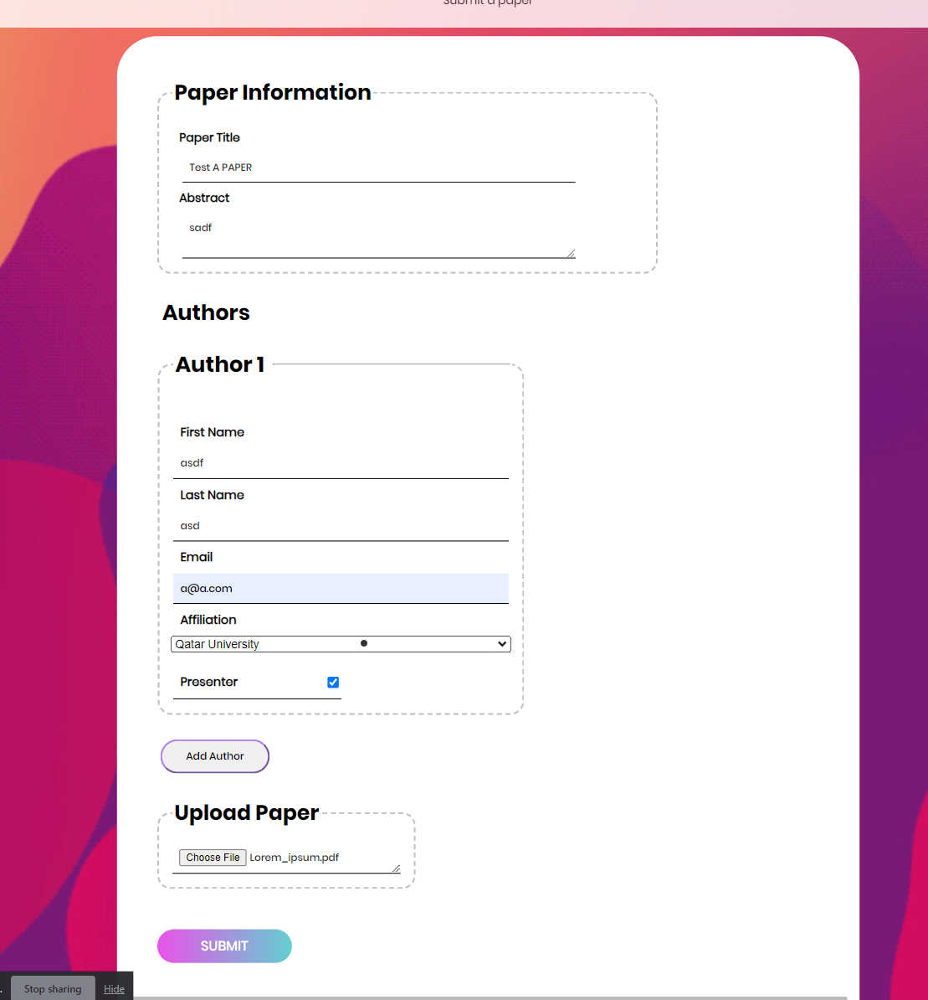 Submit a paper
Paper Information
Paper Title
Test A PAPER
Abstract
sadf
Authors
Author 1
First Name
asdf
Last Name
asd
Email
a@a.com
Affiliation
Qatar University
Presenter
Add Author
Upload Paper
Choose File Lorem_ipsum.pdf
SUBMIT
. Stop sharing Hide